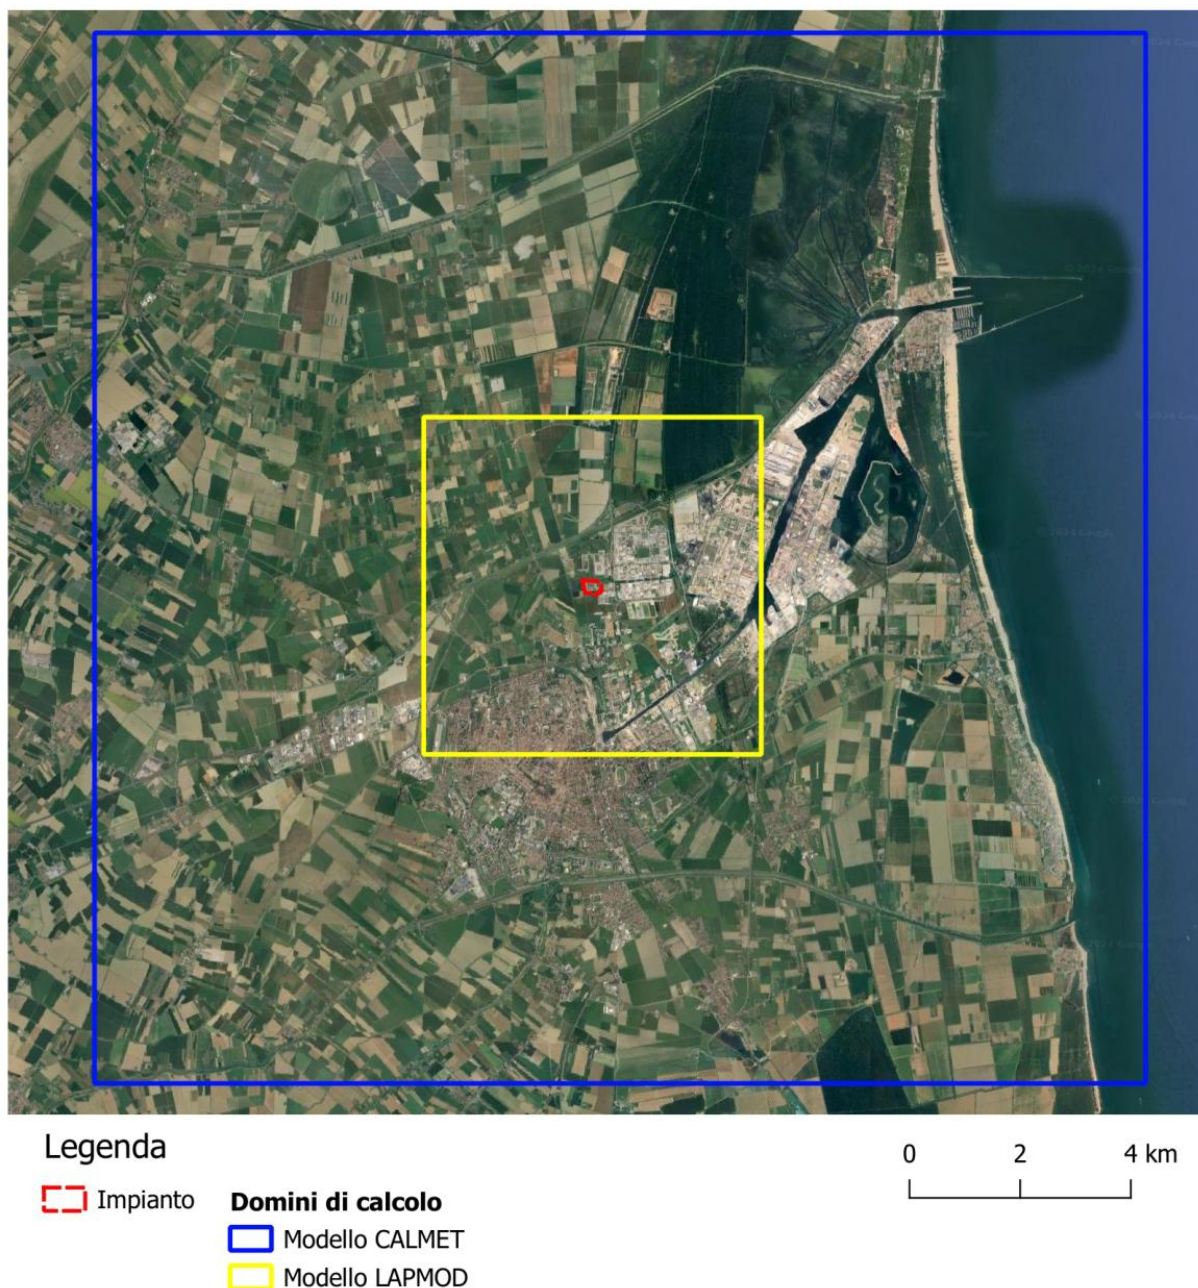 Legenda
Impianto
Domini di calcolo
Modello CALMET
Modello LAPMOD
0 2 4 km